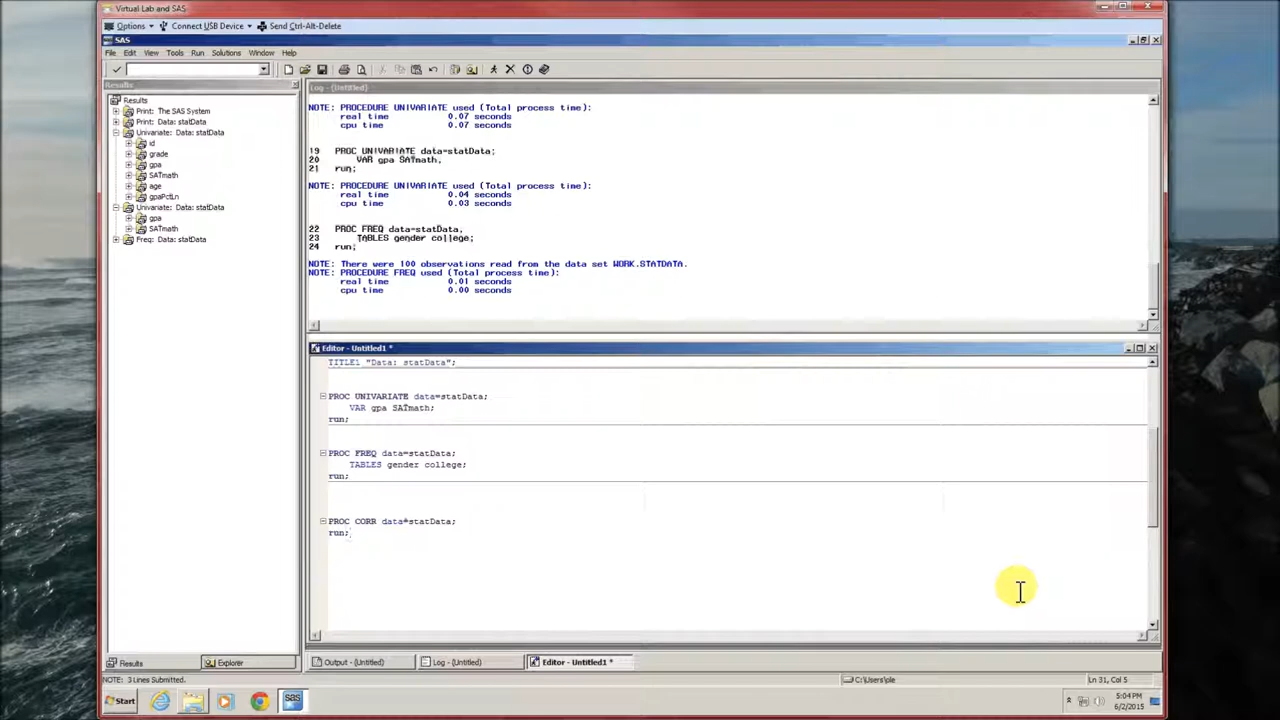 Virtual Lab and SAS
Options Connect USB Device Send Ctrl-Alt-Delete
SAS
File Edit View Tools Run Solutions Window Help
Results
Results
Print: The SAS System
Print: Data: statData
Univariate: Data: statData
id
grade
gpa
SATmath
age
gpaPctLn
Univariate: Data: statData
gpa
SATmath
Freq: Data: statData
Results Explorer
Log - (Untitled)
NOTE: PROCEDURE UNIVARIATE used (Total process time):
real time 0.07 seconds
cpu time 0.07 seconds
19 PROC UNIVARIATE data=statData;
20 VAR gpa SATmath;
21 run;
NOTE: PROCEDURE UNIVARIATE used (Total process time):
real time 0.04 seconds
cpu time 0.03 seconds
22 PROC FREQ data=statData;
23 TABLES gender college;
24 run;
NOTE: There were 100 observations read from the data set WORK.STATDATA.
NOTE: PROCEDURE FREQ used (Total process time):
real time 0.01 seconds
cpu time 0.00 seconds
Editor - Untitled1 *
TITLE1 "Data: statData";
PROC UNIVARIATE data=statData;
VAR gpa SATmath;
run;
PROC FREQ data=statData;
TABLES gender college;
run;
PROC CORR data=statData;
run;
Output - (Untitled) Log - (Untitled) Editor - Untitled1 *
NOTE: 3 Lines Submitted. C:\Users\ple Ln 31, Col 5
Start sas 5:04 PM
6/2/2015